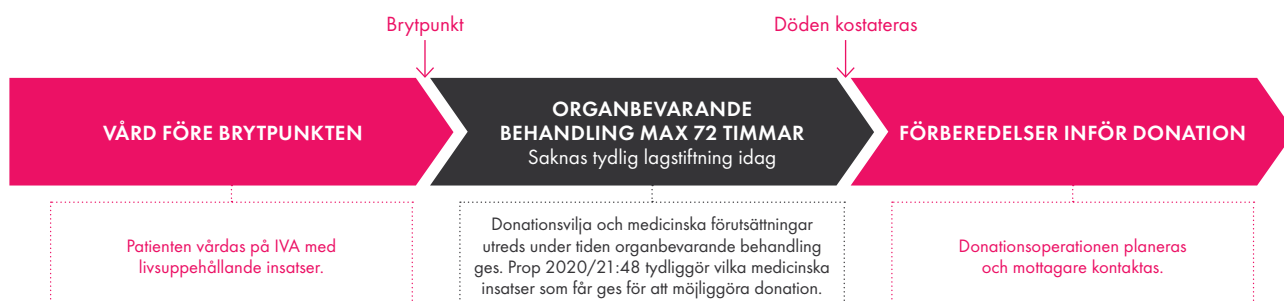 Brytpunkt
Döden kostateras
VÅRD FÖRE BRYTPUNKTEN
ORGANBEVARANDE
BEHANDLING MAX 72 TIMMAR
Saknas tydlig lagstiftning idag
FÖRBEREDELSER INFÖR DONATION
Patienten vårdas på IVA med
livsuppehållande insatser.
Donationsvilja och medicinska förutsättningar
utreds under tiden organbevarande behandling
ges. Prop 2020/21:48 tydliggör vilka medicinska
insatser som får ges för att möjliggöra donation.
Donationsoperationen planeras
och mottagare kontaktas.